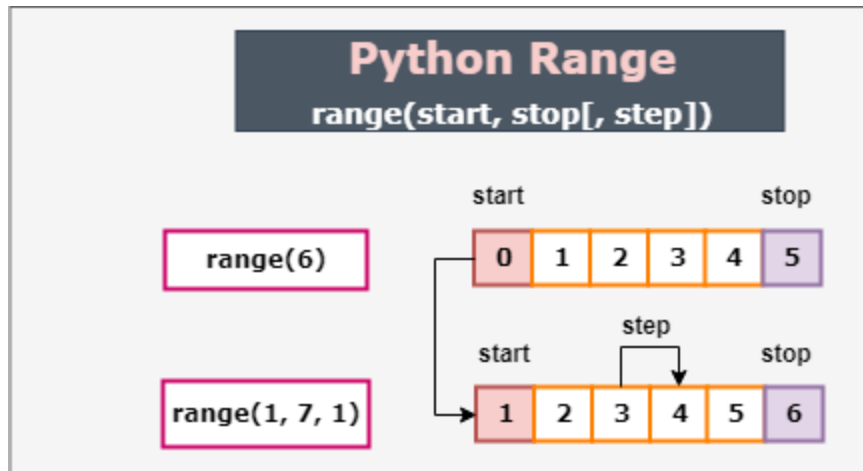 Python Range
range(start, stop[, step])
start stop
range(6) 0 1 2 3 4 5
step
start stop
range(1, 7, 1) 1 2 3 4 5 6